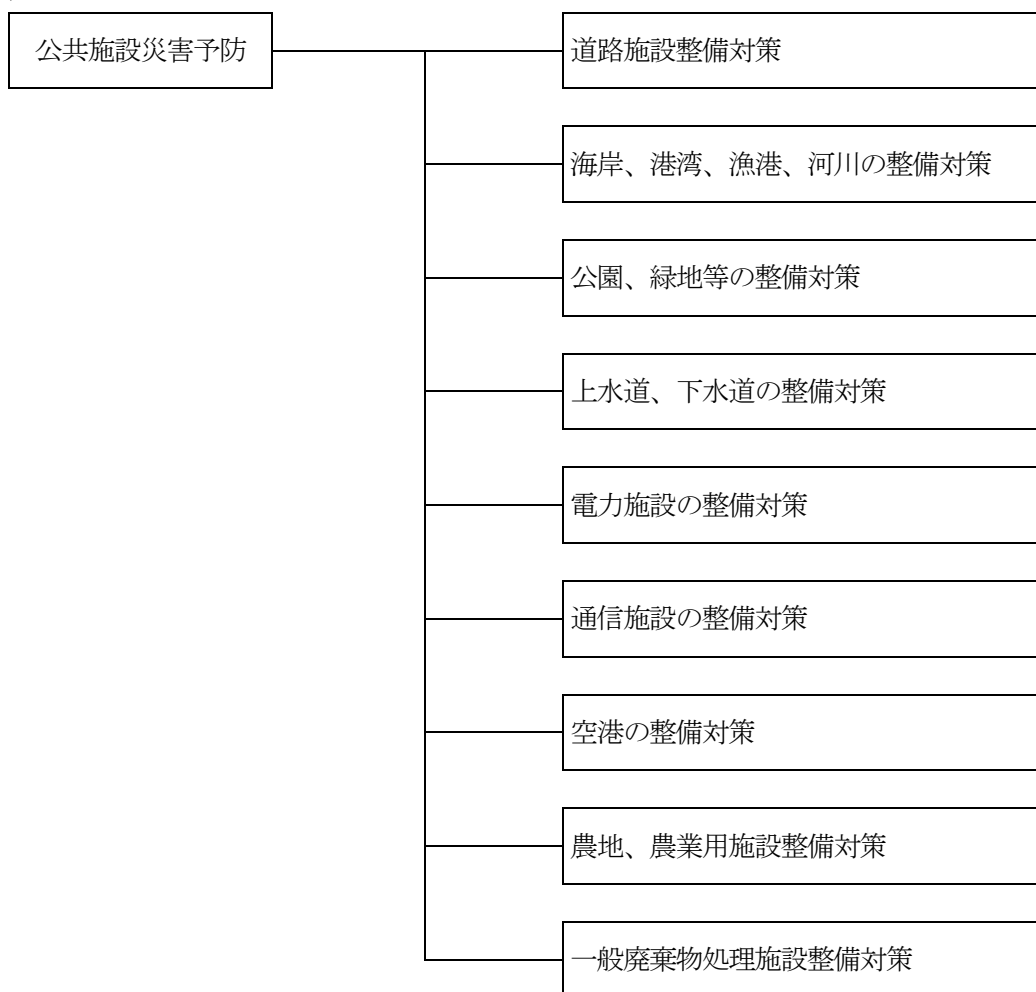 公共施設災害予防
道路施設整備対策
海岸、港湾、漁港、河川の整備対策
公園、緑地等の整備対策
上水道、下水道の整備対策
電力施設の整備対策
通信施設の整備対策
空港の整備対策
農地、農業用施設整備対策
一般廃棄物処理施設整備対策